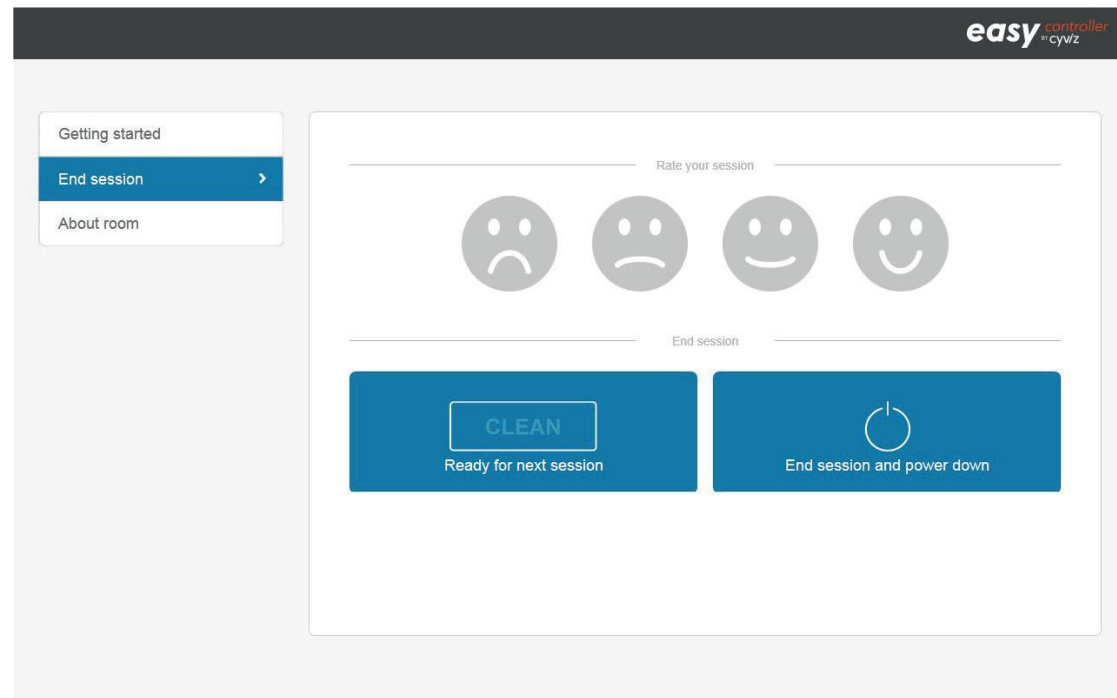 easy controller
BY cyviz
Getting started
End session
About room
Rate your session
End session
CLEAN
Ready for next session
End session and power down